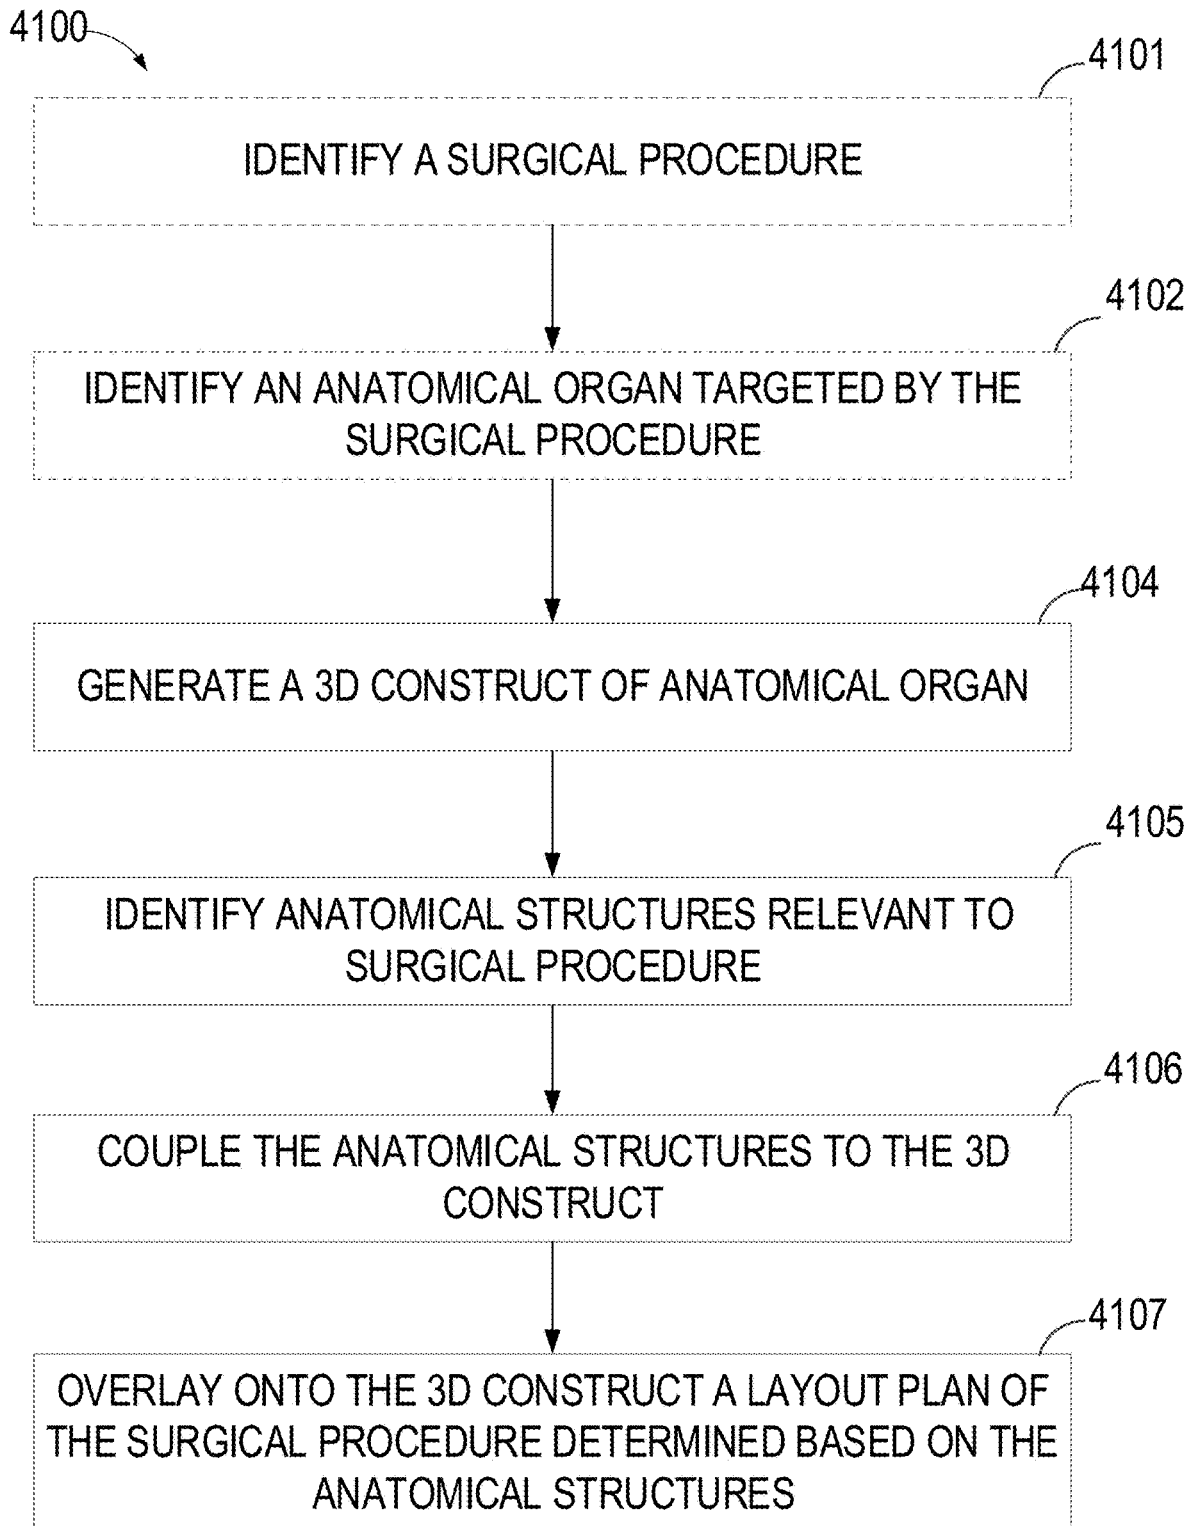 4100
4101
IDENTIFY A SURGICAL PROCEDURE
4102
IDENTIFY AN ANATOMICAL ORGAN TARGETED BY THE
SURGICAL PROCEDURE
4104
GENERATE A 3D CONSTRUCT OF ANATOMICAL ORGAN
4105
IDENTIFY ANATOMICAL STRUCTURES RELEVANT TO
SURGICAL PROCEDURE
4106
COUPLE THE ANATOMICAL STRUCTURES TO THE 3D
CONSTRUCT
4107
OVERLAY ONTO THE 3D CONSTRUCT A LAYOUT PLAN OF
THE SURGICAL PROCEDURE DETERMINED BASED ON THE
ANATOMICAL STRUCTURES